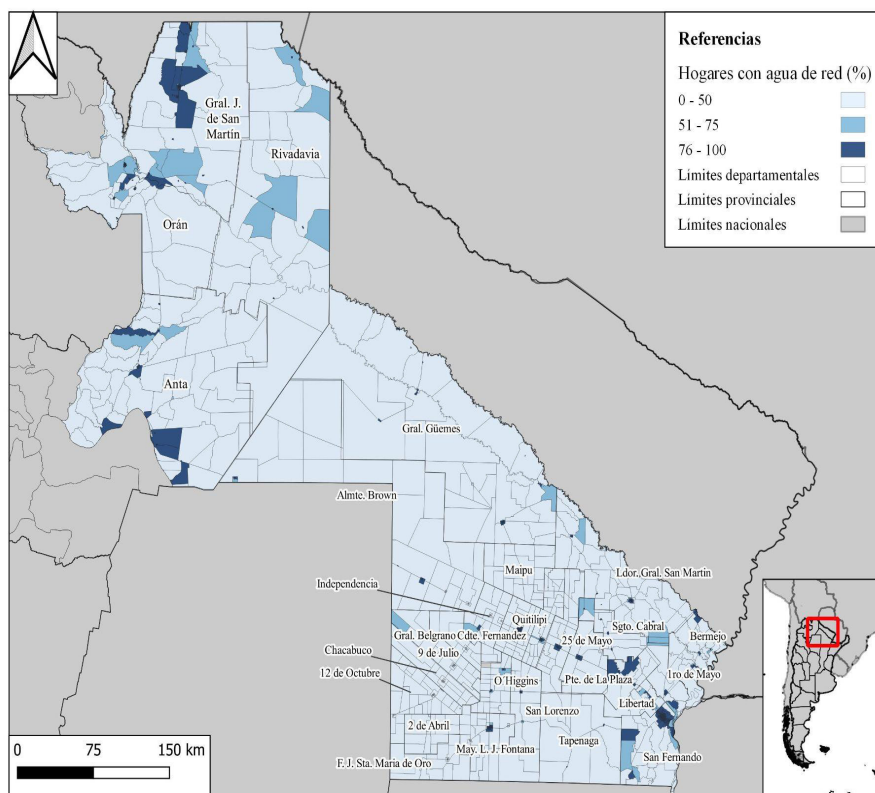 Referencias
Hogares con agua de red (%)
0 - 50
51 - 75
76 - 100
Limites departamentales
Limites provinciales
Limites nacionales
Gral. J.
de San
Martín
Rivadavia
Orán
Anta
Gral. Güemes
Almte. Brown
Maipu
Ldor. Gral. San Martín
Independencia
Quitilipi
Sgto. Cabral
Bermejo
Gral. Belgrano
Cdte. Fernandez
25 de Mayo
9 de Julio
Chacabuco
12 de Octubre
O´Higgins
Pte. de La Plaza
1ro de Mayo
Libertad
San Lorenzo
2 de Abril
Tapenaga
May. L. J. Fontana
San Fernando
F. J. Sta. Maria de Oro
0 75 150 km